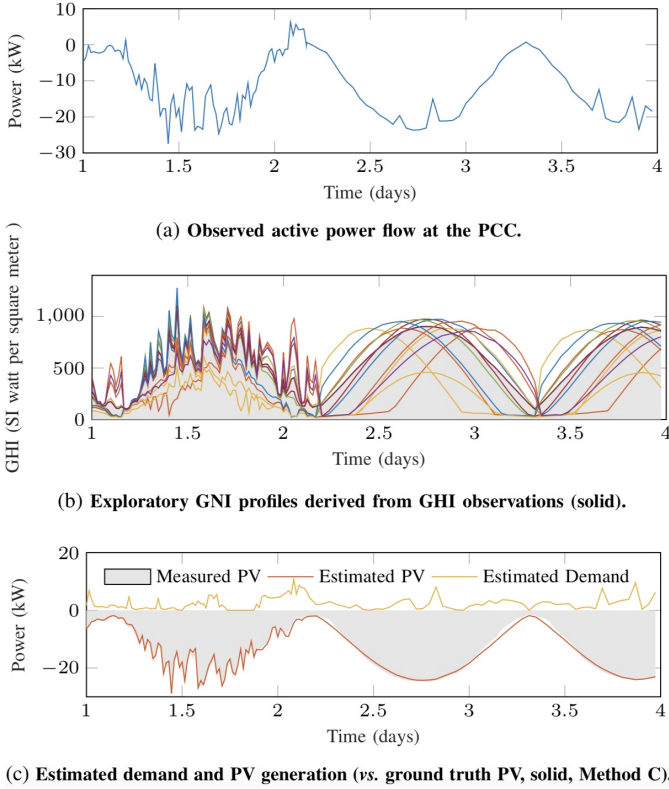 10
0
−10
−20
−30
Power (kW)
1 1.5 2 2.5 3 3.5 4
Time (days)
(a) Observed active power flow at the PCC.
GHI (SI watt per square meter )
1,000
500
0
1 1.5 2 2.5 3 3.5 4
Time (days)
(b) Exploratory GNI profiles derived from GHI observations (solid).
20
0
−20
Power (kW)
Measured PV Estimated PV Estimated Demand
1 1.5 2 2.5 3 3.5 4
Time (days)
(c) Estimated demand and PV generation (vs. ground truth PV, solid, Method C).